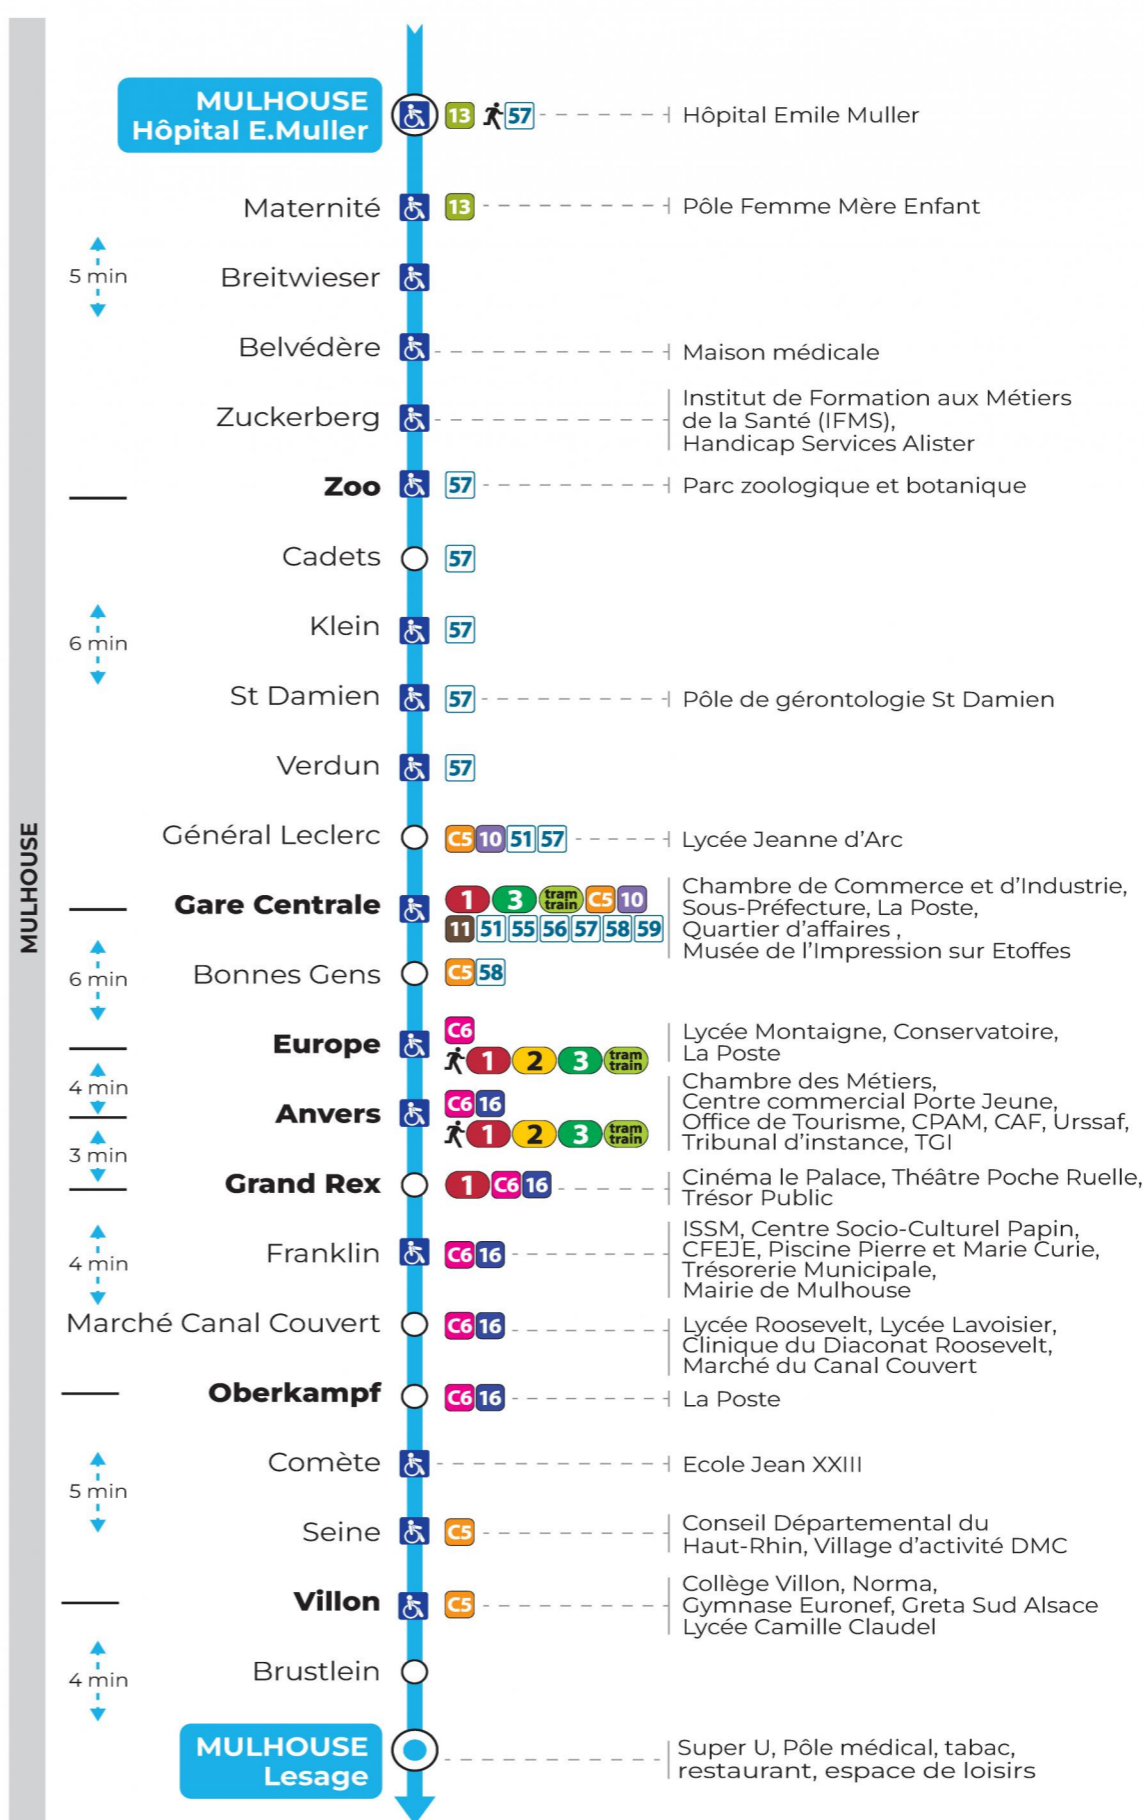 MULHOUSE
MULHOUSE
Hôpital E.Muller
13 57
Hôpital Emile Muller
Maternité
13
Pôle Femme Mère Enfant
5 min
Breitwieser
Belvédère
Maison médicale
Zuckerberg
Institut de Formation aux Métiers
de la Santé (IFMS),
Handicap Services Alister
Zoo
57
Parc zoologique et botanique
Cadets
57
6 min
Klein
57
St Damien
57
Pôle de gérontologie St Damien
Verdun
57
Général Leclerc
C5 10 51 57
Lycée Jeanne d'Arc
Gare Centrale
1 3 tram train C5 10
11 51 55 56 57 58 59
Chambre de Commerce et d'Industrie,
Sous-Préfecture, La Poste,
Quartier d'affaires ,
Musée de l'Impression sur Etoffes
6 min
Bonnes Gens
C5 58
Europe
C6
1 2 3 tram train
Lycée Montaigne, Conservatoire,
La Poste
4 min
Anvers
C6 16
1 2 3 tram train
Chambre des Métiers,
Centre commercial Porte Jeune,
Office de Tourisme, CPAM, CAF, Urssaf,
Tribunal d'instance, TGI
3 min
Grand Rex
1 C6 16
Cinéma le Palace, Théâtre Poche Ruelle,
Trésor Public
4 min
Franklin
C6 16
ISSM, Centre Socio-Culturel Papin,
CFEJE, Piscine Pierre et Marie Curie,
Trésorerie Municipale,
Mairie de Mulhouse
Marché Canal Couvert
C6 16
Lycée Roosevelt, Lycée Lavoisier,
Clinique du Diaconat Roosevelt,
Marché du Canal Couvert
Oberkampf
C6 16
La Poste
Comète
Ecole Jean XXIII
5 min
Seine
C5
Conseil Départemental du
Haut-Rhin, Village d'activité DMC
Villon
C5
Collège Villon, Norma,
Gymnase Euronef, Greta Sud Alsace
Lycée Camille Claudel
4 min
Brustlein
MULHOUSE
Lesage
Super U, Pôle médical, tabac,
restaurant, espace de loisirs